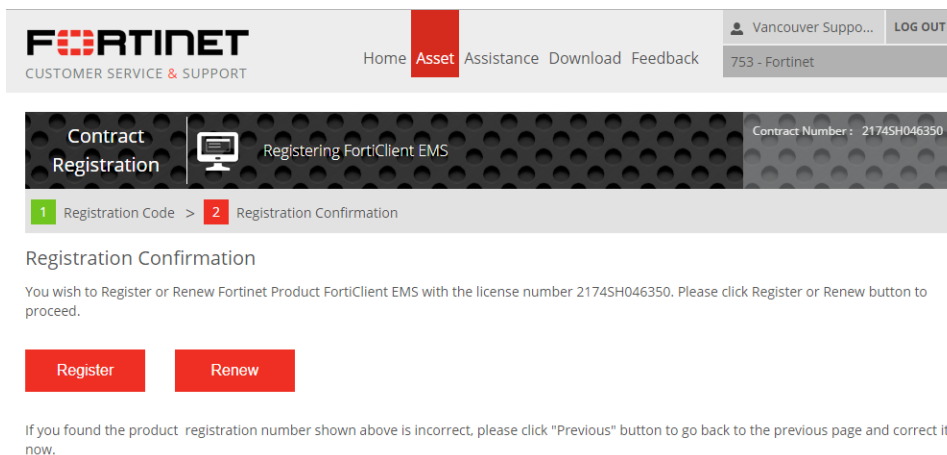 FORTINET
CUSTOMER SERVICE & SUPPORT
Home Asset Assistance Download Feedback
Vancouver Suppo... LOG OUT
753 - Fortinet
Contract
Registration
Registering FortiClient EMS
Contract Number : 2174SH046350
1 Registration Code > 2 Registration Confirmation
Registration Confirmation
You wish to Register or Renew Fortinet Product FortiClient EMS with the license number 2174SH046350. Please click Register or Renew button to
proceed.
Register Renew
If you found the product registration number shown above is incorrect, please click "Previous" button to go back to the previous page and correct it
now.